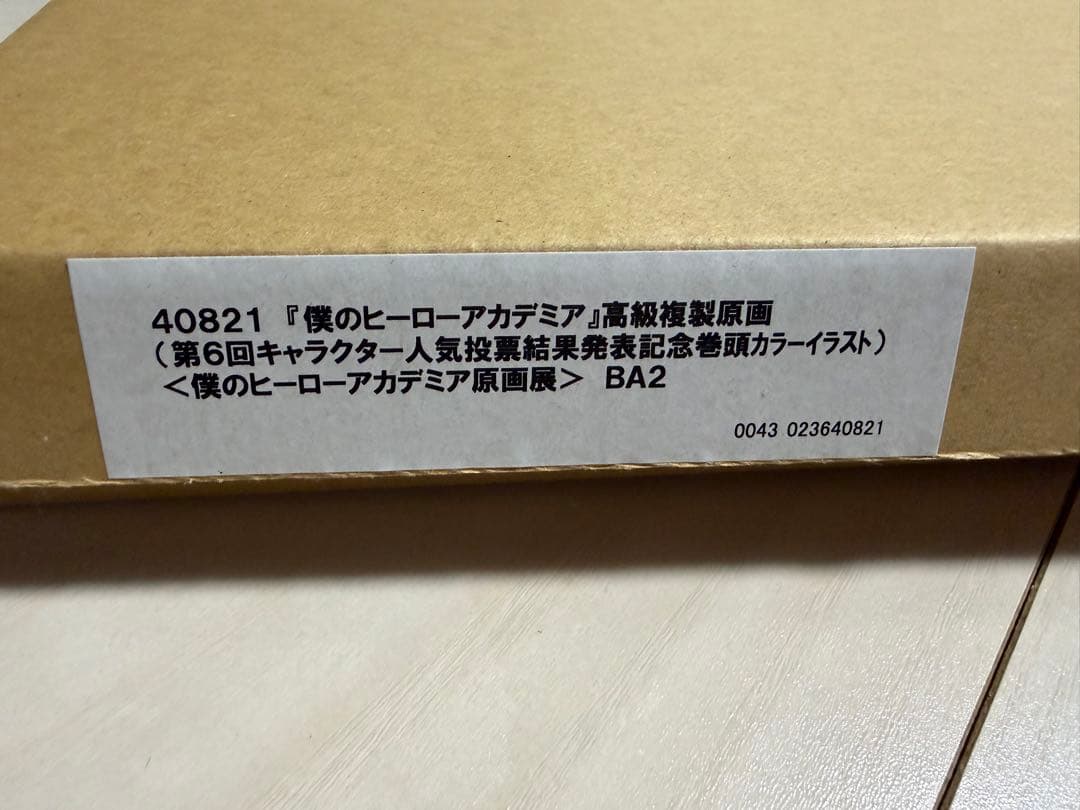 40821 『僕のヒーローアカデミア』高級複製原画
（第6回キャラクター人気投票結果発表記念巻頭カラーイラスト）
＜僕のヒーローアカデミア原画展＞ BA2
0043 023640821